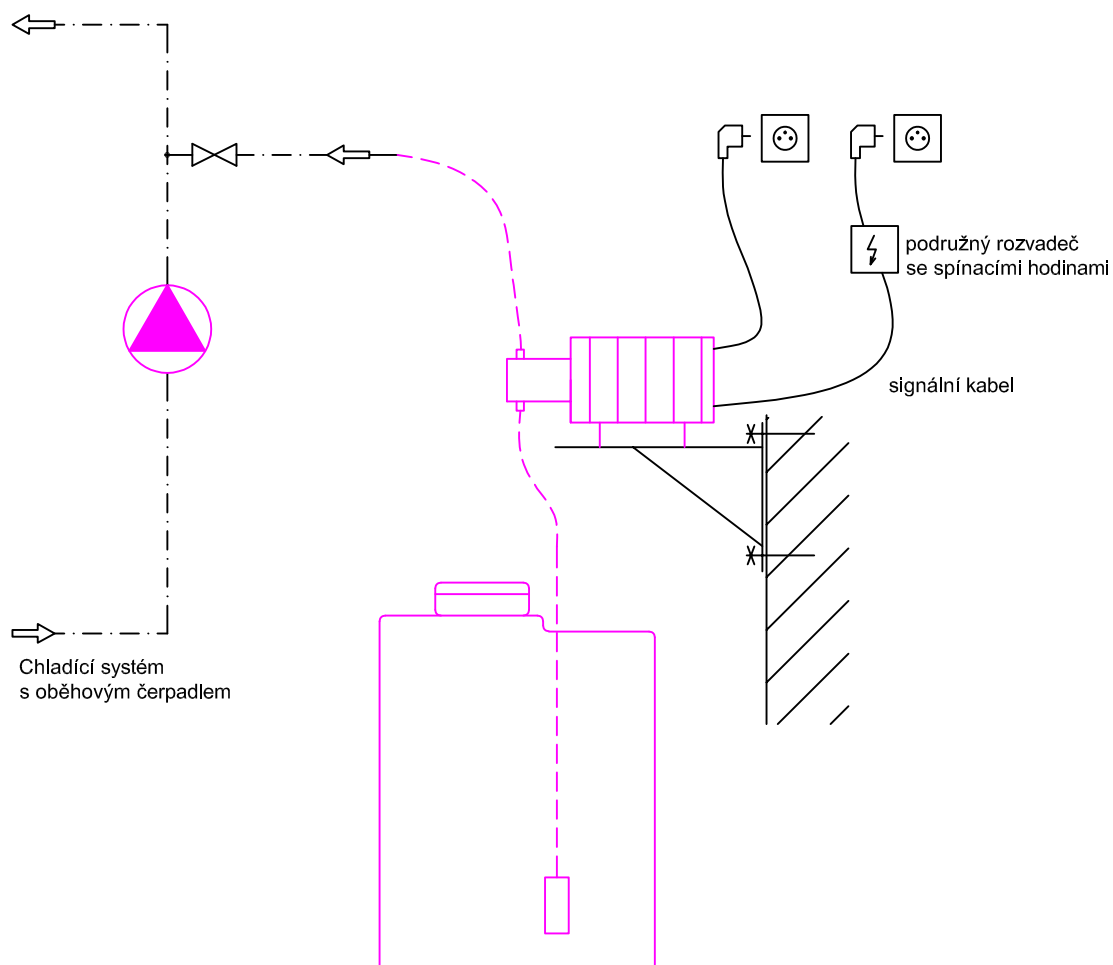 podružný rozvadeč
se spínacími hodinami
signální kabel
Chladící systém
s oběhovým čerpadlem